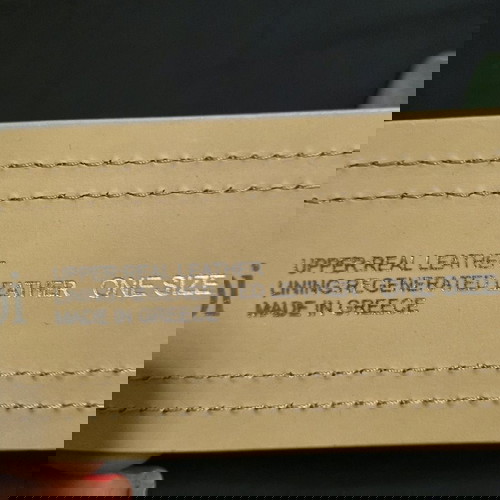 UPPER:REAL LEATHER
LINING:REGENERATED LEATHER
ONE SIZE
MADE IN GREECE